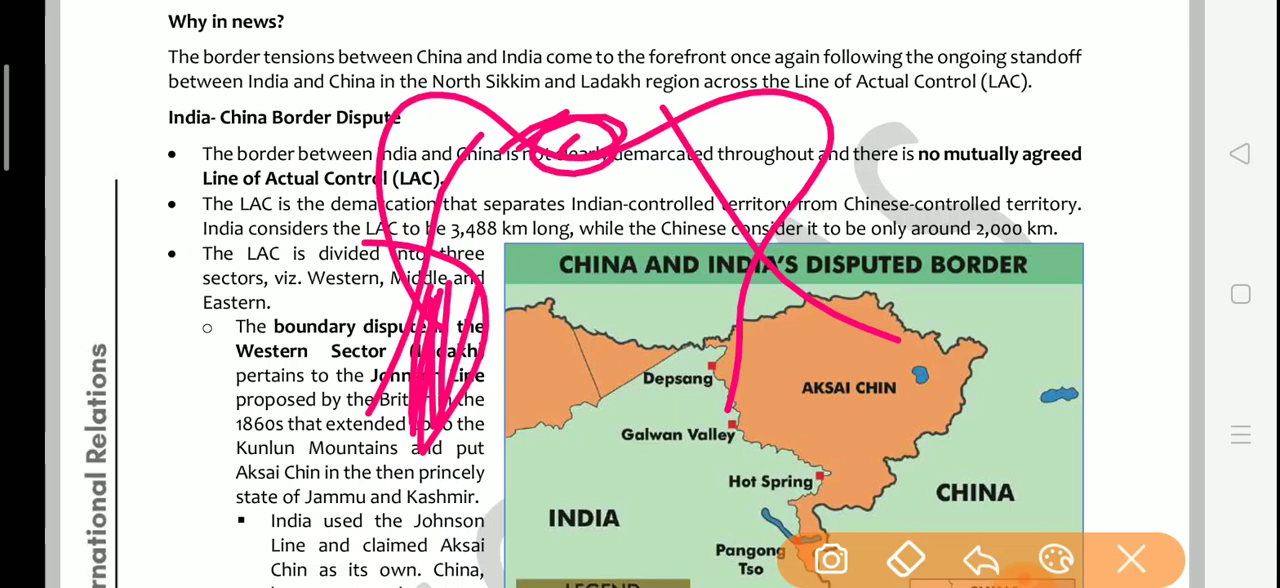 Why in news?
The border tensions between China and India come to the forefront once again following the ongoing standoff
between India and China in the North Sikkim and Ladakh region across the Line of Actual Control (LAC).
India- China Border Dispute
• The border between India and China is not clearly demarcated throughout and there is no mutually agreed
Line of Actual Control (LAC).
• The LAC is the demarcation that separates Indian-controlled territory from Chinese-controlled territory.
India considers the LAC to be 3,488 km long, while the Chinese consider it to be only around 2,000 km.
• The LAC is divided into three
sectors, viz. Western, Middle and
Eastern.
o The boundary dispute in the
Western Sector (Ladakh)
pertains to the Johnson Line
proposed by the British in the
1860s that extended up to the
Kunlun Mountains and put
Aksai Chin in the then princely
state of Jammu and Kashmir.
▪ India used the Johnson
Line and claimed Aksai
Chin as its own. China,
CHINA AND INDIA'S DISPUTED BORDER
Depsang
AKSAI CHIN
Galwan Valley
Hot Spring
CHINA
INDIA
Pangong
Tso
LEGEND
rnational Relations